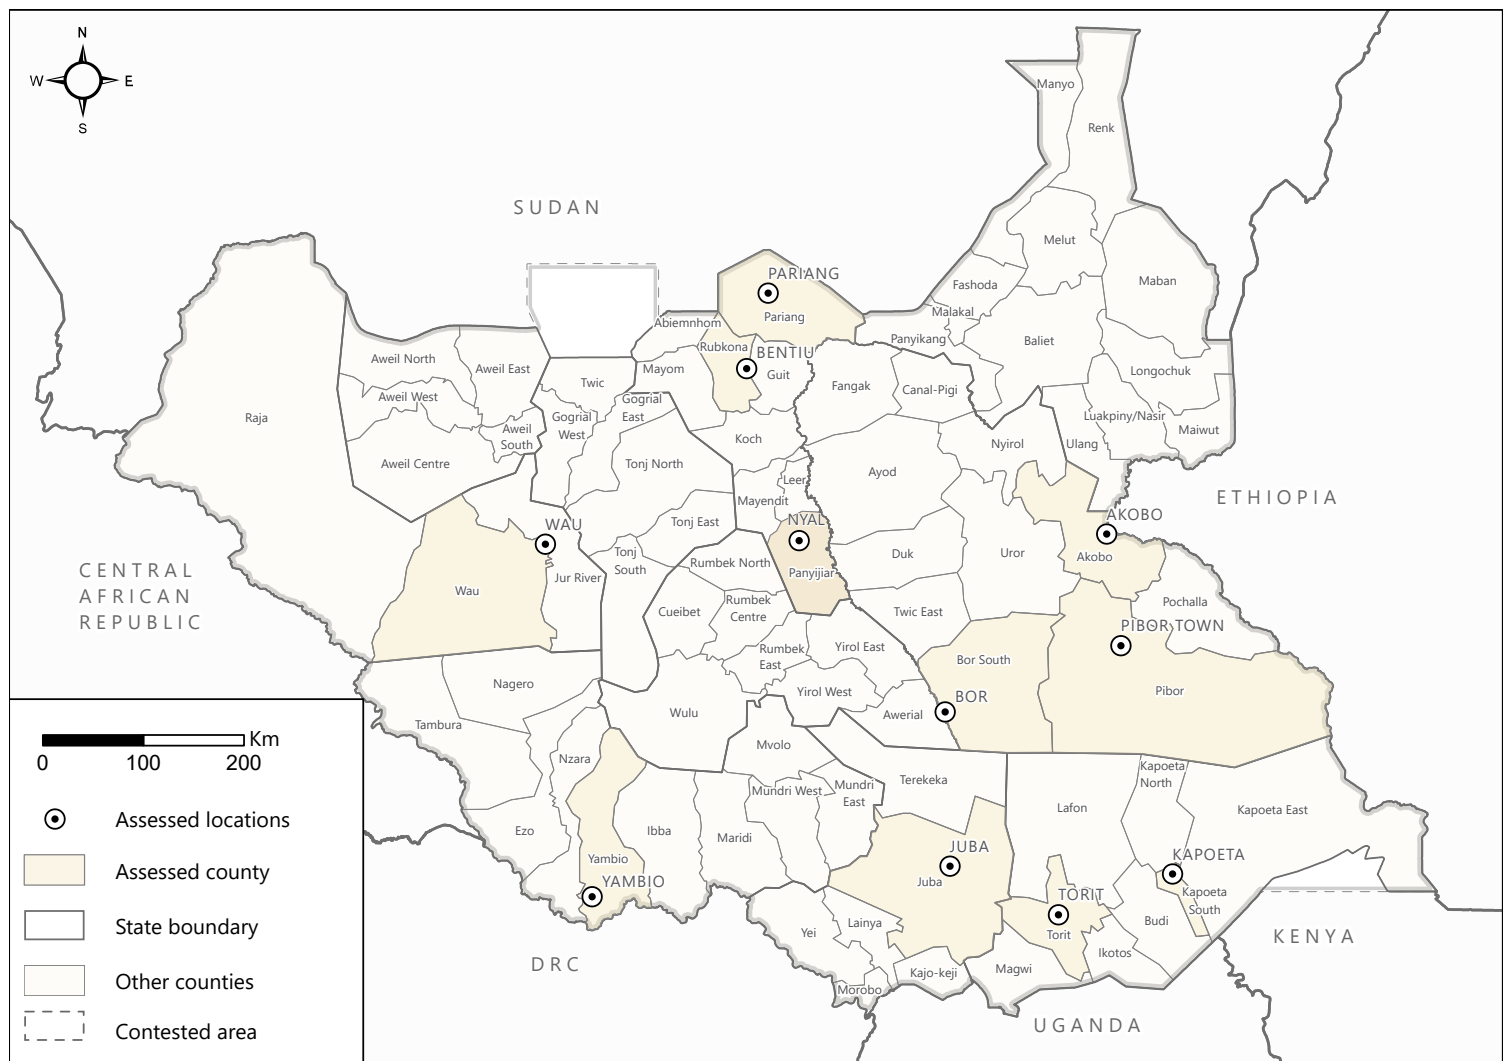 N
W
E
S
SUDAN
Manyo
Renk
Melut
Maban
Fashoda
Malakal
PARIANG
Pariang
Abiemnhom
Panyikang
Baliet
Rubkona
BENTIU
Guit
Mayom
Longochuk
Aweil North
Aweil East
Twic
Fangak
Canal-Pigi
Aweil West
Gogrial
East
Gogrial
West
Aweil
South
Luakpiny/Nasir
Maiwut
Raja
Koch
Nyirol
Ulang
Aweil Centre
Tonj North
Ayod
Leer
Mayendit
ETHIOPIA
WAU
Tonj East
NYAL
AKOBO
Tonj
South
Rumbek North
Duk
Uror
Akobo
CENTRAL
AFRICAN
REPUBLIC
Wau
Jur River
Panyijiar
Cueibet
Rumbek
Centre
Twic East
Pochalla
PIBOR TOWN
Rumbek
East
Yirol East
Bor South
Nagero
Yirol West
Pibor
BOR
Tambura
Wulu
Awerial
Km
0
100
200
Nzara
Mvolo
Kapoeta
North
Terekeka
Mundri
East
Mundri West
Lafon
Kapoeta East
Assessed locations
Ezo
Ibba
Maridi
JUBA
Juba
KAPOETA
Assessed county
Yambio
YAMBIO
TORIT
Torit
Kapoeta
South
State boundary
Yei
Lainya
Budi
KENYA
DRC
Ikotos
Magwi
Kajo-keji
Other counties
Morobo
Contested area
UGANDA